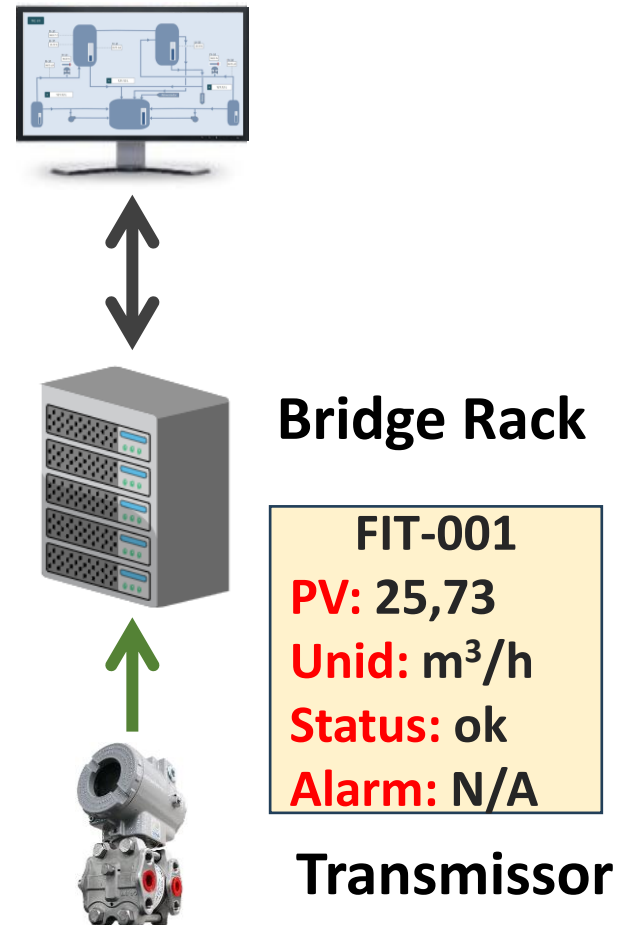 Bridge Rack
FIT-001
PV: 25,73
Unid: m³/h
Status: ok
Alarm: N/A
Transmissor